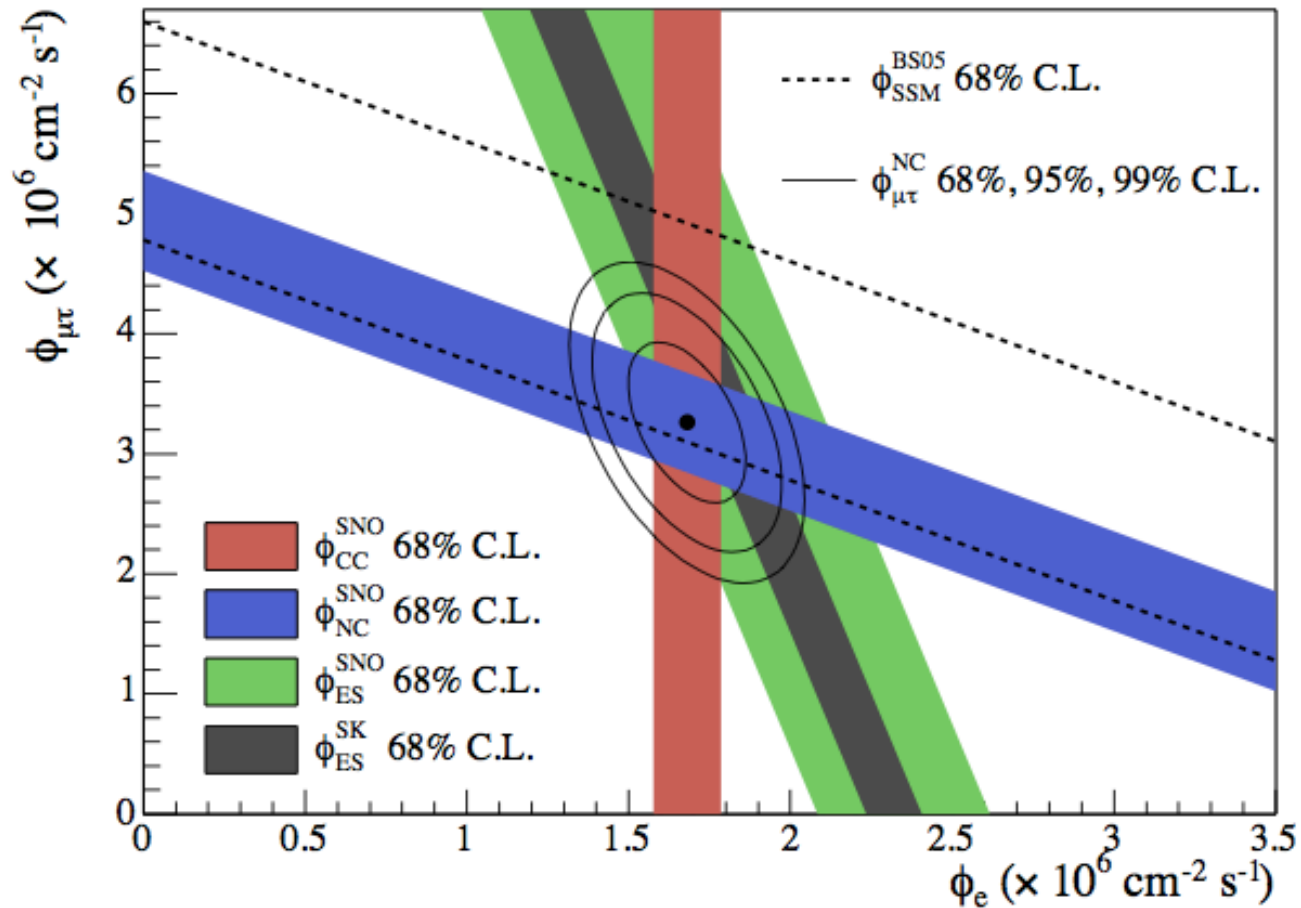 ϕ_μτ (× 10^6 cm^-2 s^-1)
6
5
4
3
2
1
0
ϕ_SSM^BS05 68% C.L.
ϕ_μτ^NC 68%, 95%, 99% C.L.
ϕ_CC^SNO 68% C.L.
ϕ_NC^SNO 68% C.L.
ϕ_ES^SNO 68% C.L.
ϕ_ES^SK 68% C.L.
0 0.5 1 1.5 2 2.5 3 3.5
ϕ_e (× 10^6 cm^-2 s^-1)